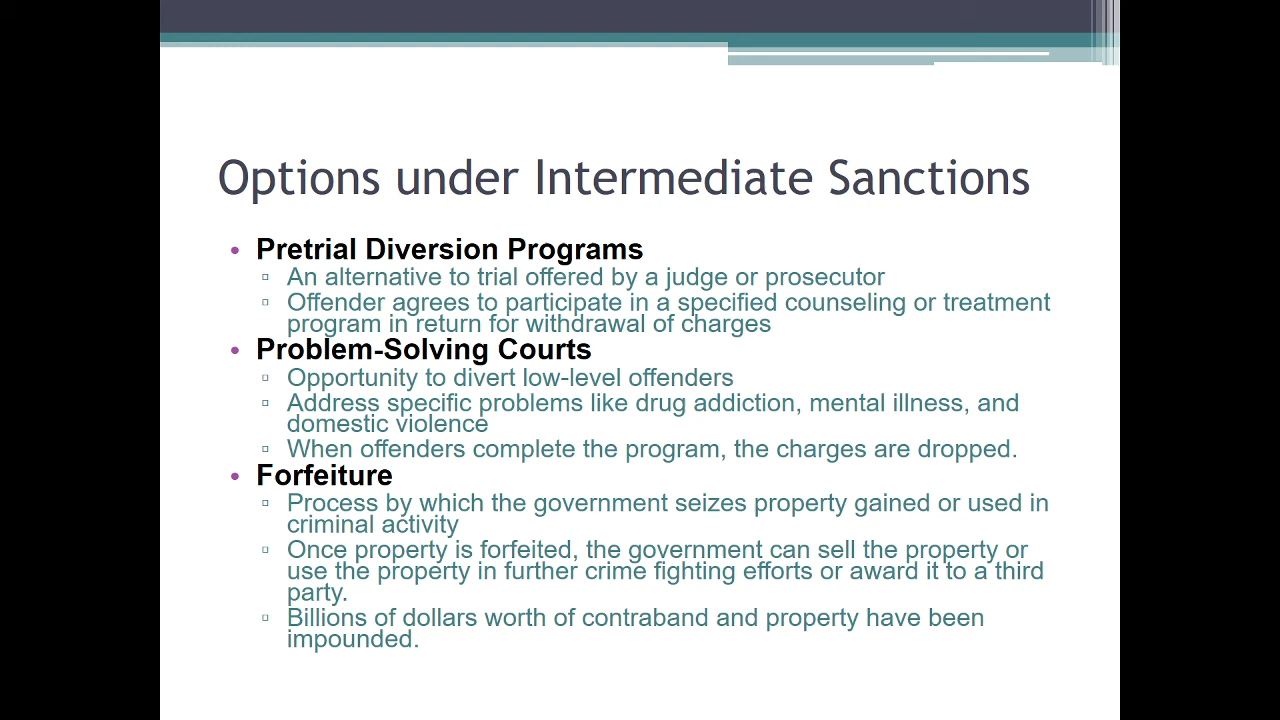 Options under Intermediate Sanctions
• Pretrial Diversion Programs
▫ An alternative to trial offered by a judge or prosecutor
▫ Offender agrees to participate in a specified counseling or treatment
program in return for withdrawal of charges
• Problem-Solving Courts
▫ Opportunity to divert low-level offenders
▫ Address specific problems like drug addiction, mental illness, and
domestic violence
▫ When offenders complete the program, the charges are dropped.
• Forfeiture
▫ Process by which the government seizes property gained or used in
criminal activity
▫ Once property is forfeited, the government can sell the property or
use the property in further crime fighting efforts or award it to a third
party.
▫ Billions of dollars worth of contraband and property have been
impounded.